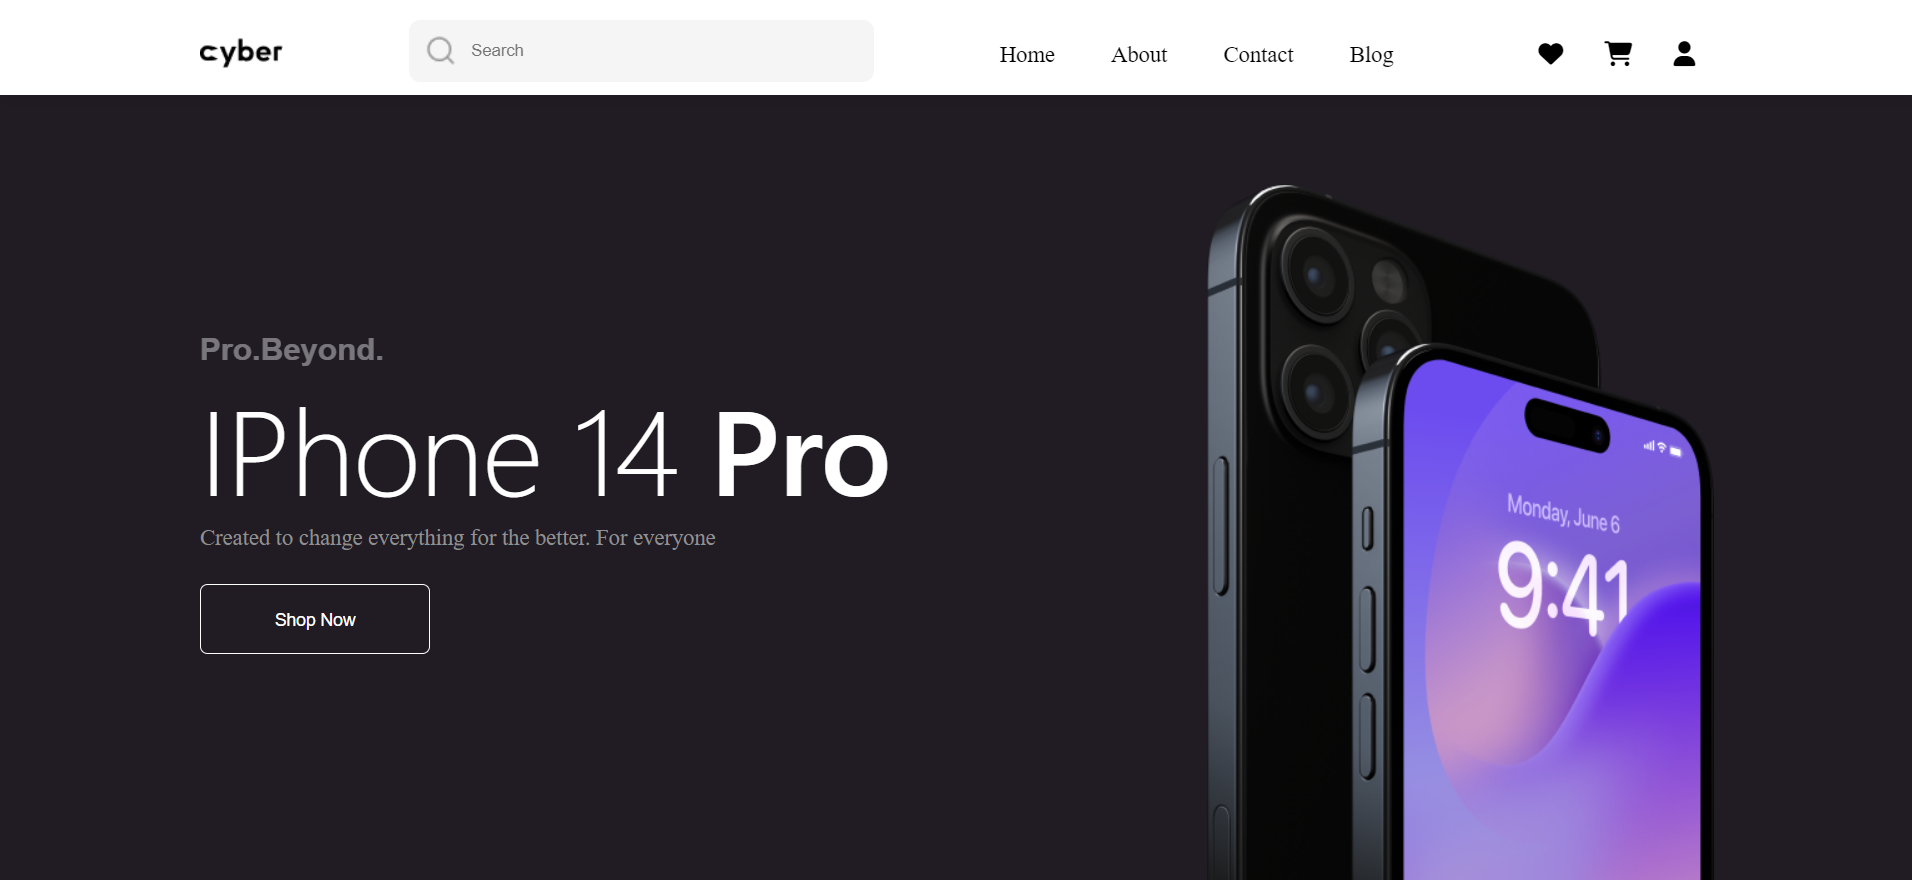 cyber
Search
Home
About
Contact
Blog
Pro.Beyond.
IPhone 14 Pro
Created to change everything for the better. For everyone
Shop Now
Monday, June 6
9:41